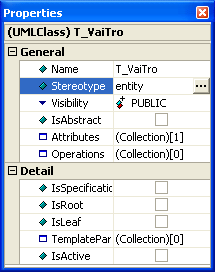 Properties
(UMLClass) T_VaiTro
General
Name T_VaiTro
Stereotype entity ...
Visibility PUBLIC
IsAbstract
Attributes (Collection)[1]
Operations (Collection)[0]
Detail
IsSpecificatic
IsRoot
IsLeaf
TemplatePar (Collection)[0]
IsActive